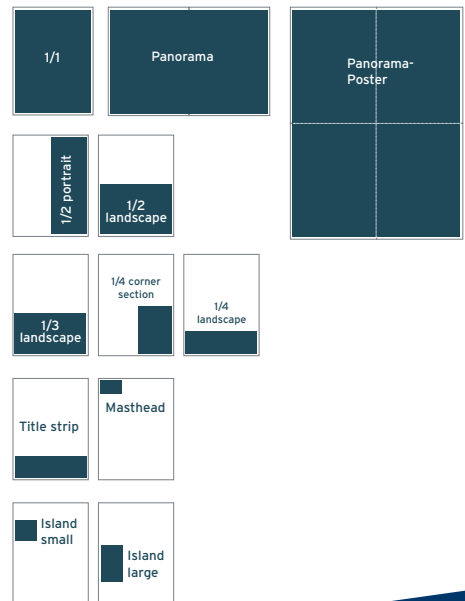 1/1
Panorama
Panorama-
Poster
1/2 portrait
1/2
landscape
1/3
landscape
1/4 corner
section
1/4
landscape
Title strip
Masthead
Island
small
Island
large